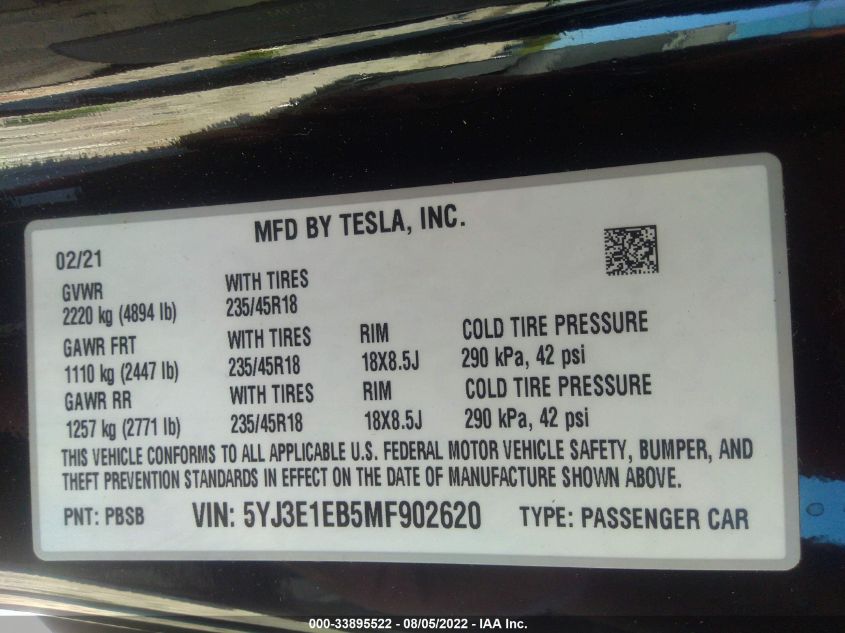 MFD BY TESLA, INC.
02/21
GVWR WITH TIRES
2220 kg (4894 lb) 235/45R18
GAWR FRT WITH TIRES RIM COLD TIRE PRESSURE
1110 kg (2447 lb) 235/45R18 18X8.5J 290 kPa, 42 psi
GAWR RR WITH TIRES RIM COLD TIRE PRESSURE
1257 kg (2771 lb) 235/45R18 18X8.5J 290 kPa, 42 psi
THIS VEHICLE CONFORMS TO ALL APPLICABLE U.S. FEDERAL MOTOR VEHICLE SAFETY, BUMPER, AND
THEFT PREVENTION STANDARDS IN EFFECT ON THE DATE OF MANUFACTURE SHOWN ABOVE.
PNT: PBSB VIN: 5YJ3E1EB5MF902620 TYPE: PASSENGER CAR
000-33895522 - 08/05/2022 - IAA Inc.